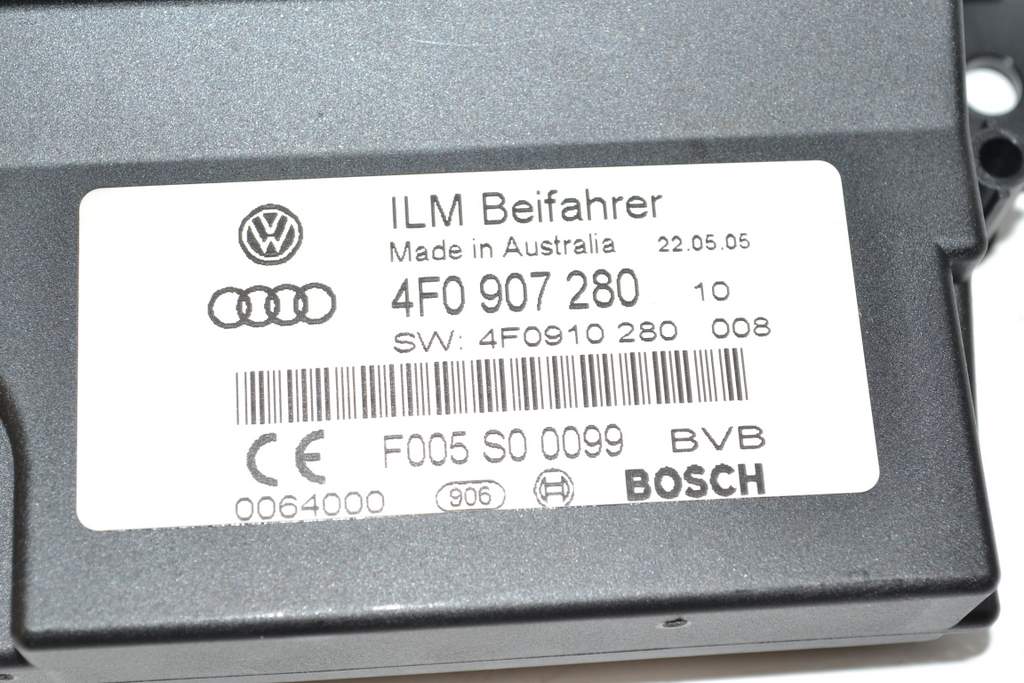 ILM Beifahrer
Made in Australia 22.05.05
4F0 907 280 10
SW: 4F0910 280 008
F005 S0 0099 BVB
CE
0064000 906 BOSCH